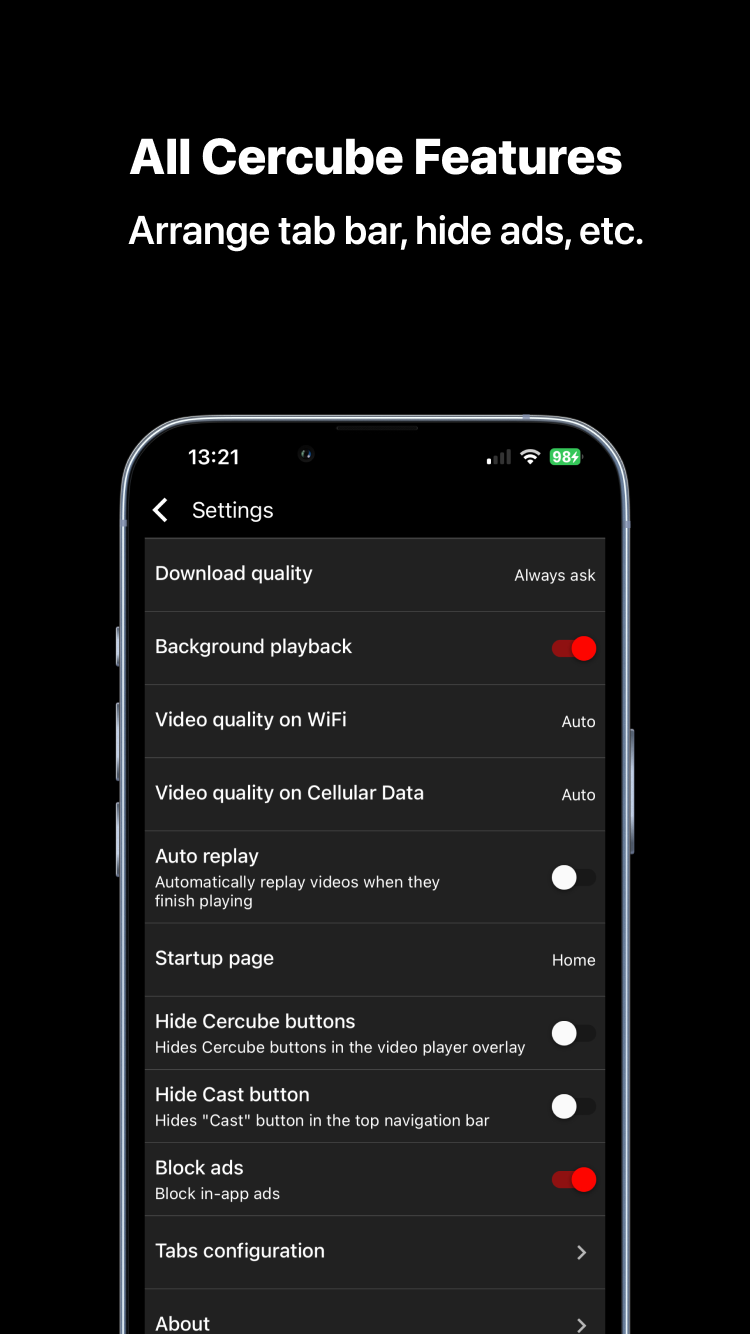 All Cercube Features
Arrange tab bar, hide ads, etc.
13:21
98
Settings
Download quality
Always ask
Background playback
Video quality on WiFi
Auto
Video quality on Cellular Data
Auto
Auto replay
Automatically replay videos when they
finish playing
Startup page
Home
Hide Cercube buttons
Hides Cercube buttons in the video player overlay
Hide Cast button
Hides "Cast" button in the top navigation bar
Block ads
Block in-app ads
Tabs configuration
About